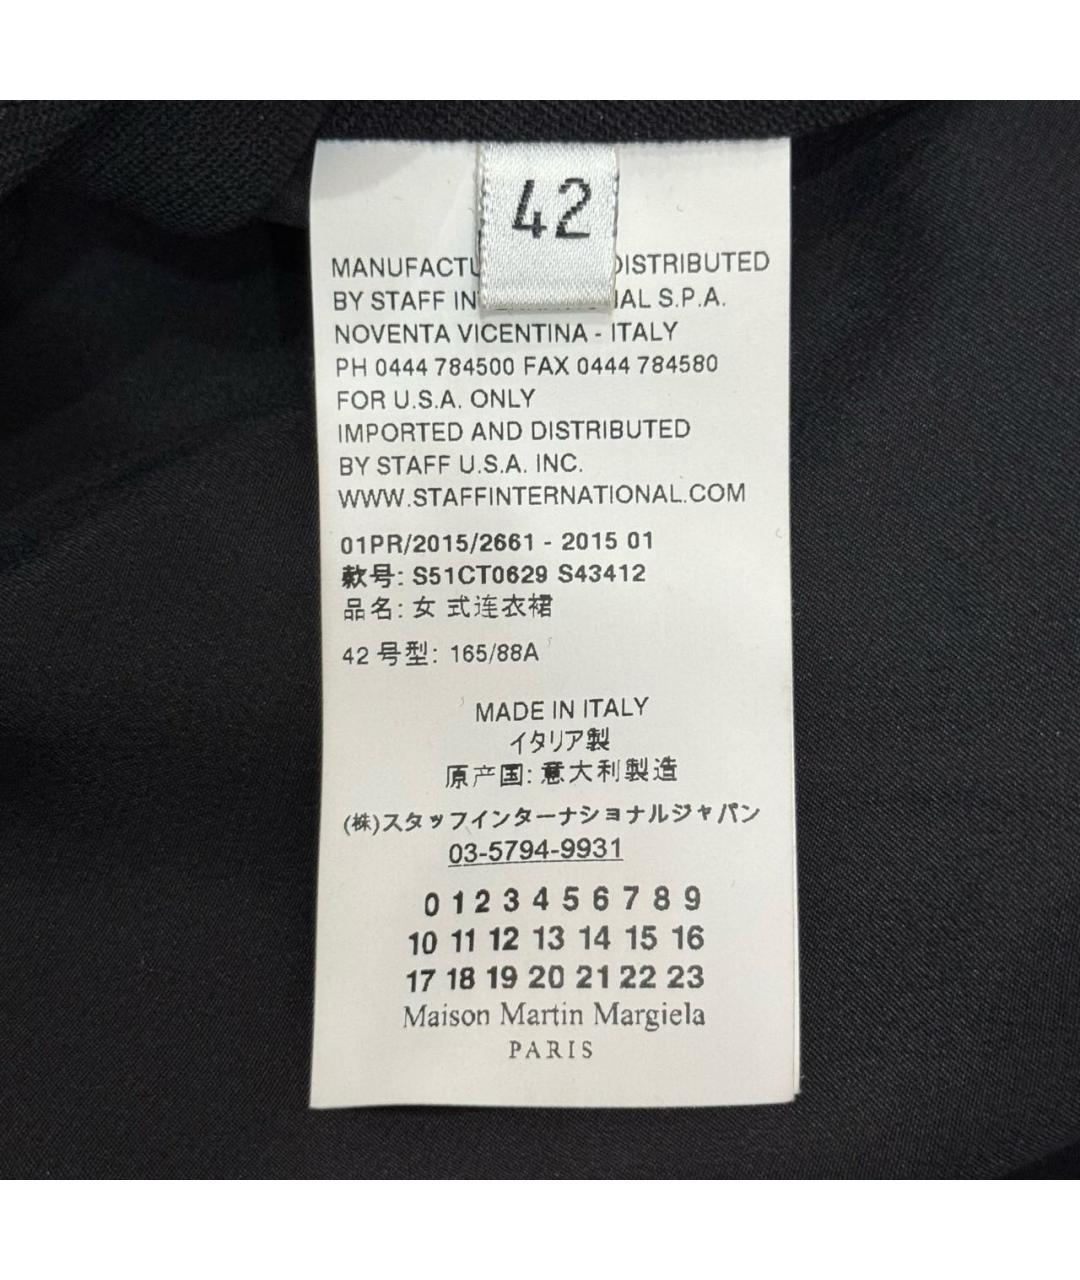 42
MANUFACTU DISTRIBUTED
BY STAFF IN AL S.P.A.
NOVENTA VICENTINA - ITALY
PH 0444 784500 FAX 0444 784580
FOR U.S.A. ONLY
IMPORTED AND DISTRIBUTED
BY STAFF U.S.A. INC.
WWW.STAFFINTERNATIONAL.COM
01PR/2015/2661 - 2015 01
款号: S51CT0629 S43412
品名: 女 式连衣裙
42 号型: 165/88A
MADE IN ITALY
イタリア製
原产国: 意大利製造
(株)スタッフインターナショナルジャパン
03-5794-9931
0 1 2 3 4 5 6 7 8 9
10 11 12 13 14 15 16
17 18 19 20 21 22 23
Maison Martin Margiela
PARIS